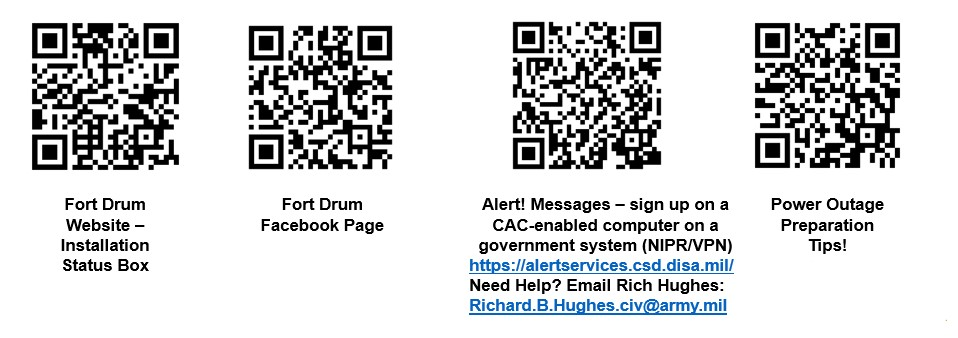 Fort Drum
Website –
Installation
Status Box
Fort Drum
Facebook Page
Alert! Messages – sign up on a
CAC-enabled computer on a
government system (NIPR/VPN)
https://alertservices.csd.disa.mil/
Need Help? Email Rich Hughes:
Richard.B.Hughes.civ@army.mil
Power Outage
Preparation
Tips!